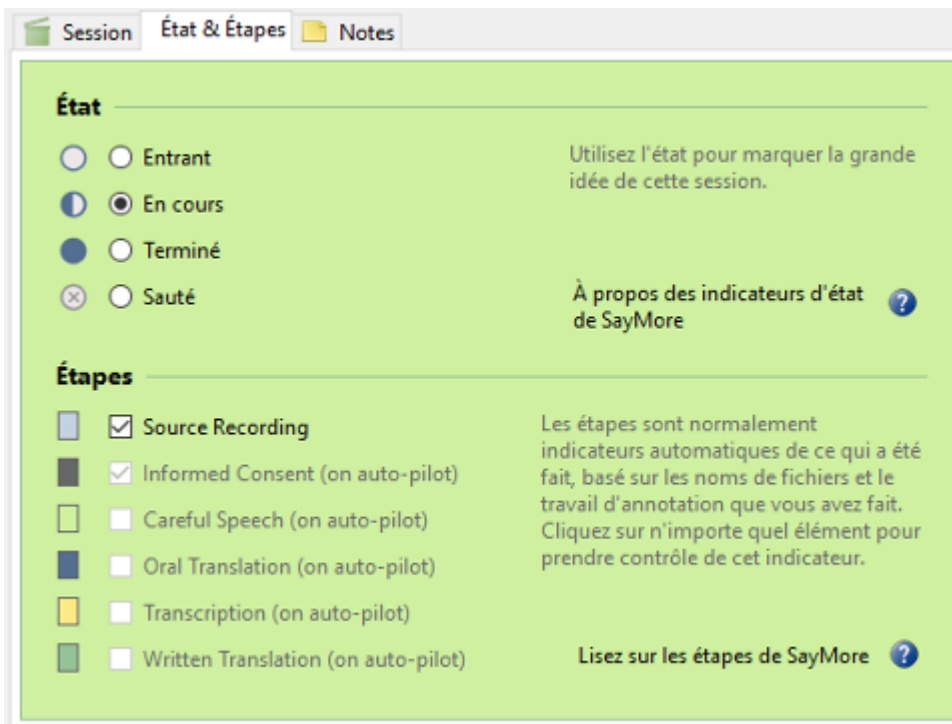 Session État & Étapes Notes
État
Entrant
En cours
Terminé
Sauté
Utilisez l'état pour marquer la grande
idée de cette session.
À propos des indicateurs d'état
de SayMore
Étapes
Source Recording
Informed Consent (on auto-pilot)
Careful Speech (on auto-pilot)
Oral Translation (on auto-pilot)
Transcription (on auto-pilot)
Written Translation (on auto-pilot)
Les étapes sont normalement
indicateurs automatiques de ce qui a été
fait, basé sur les noms de fichiers et le
travail d'annotation que vous avez fait.
Cliquez sur n'importe quel élément pour
prendre contrôle de cet indicateur.
Lisez sur les étapes de SayMore